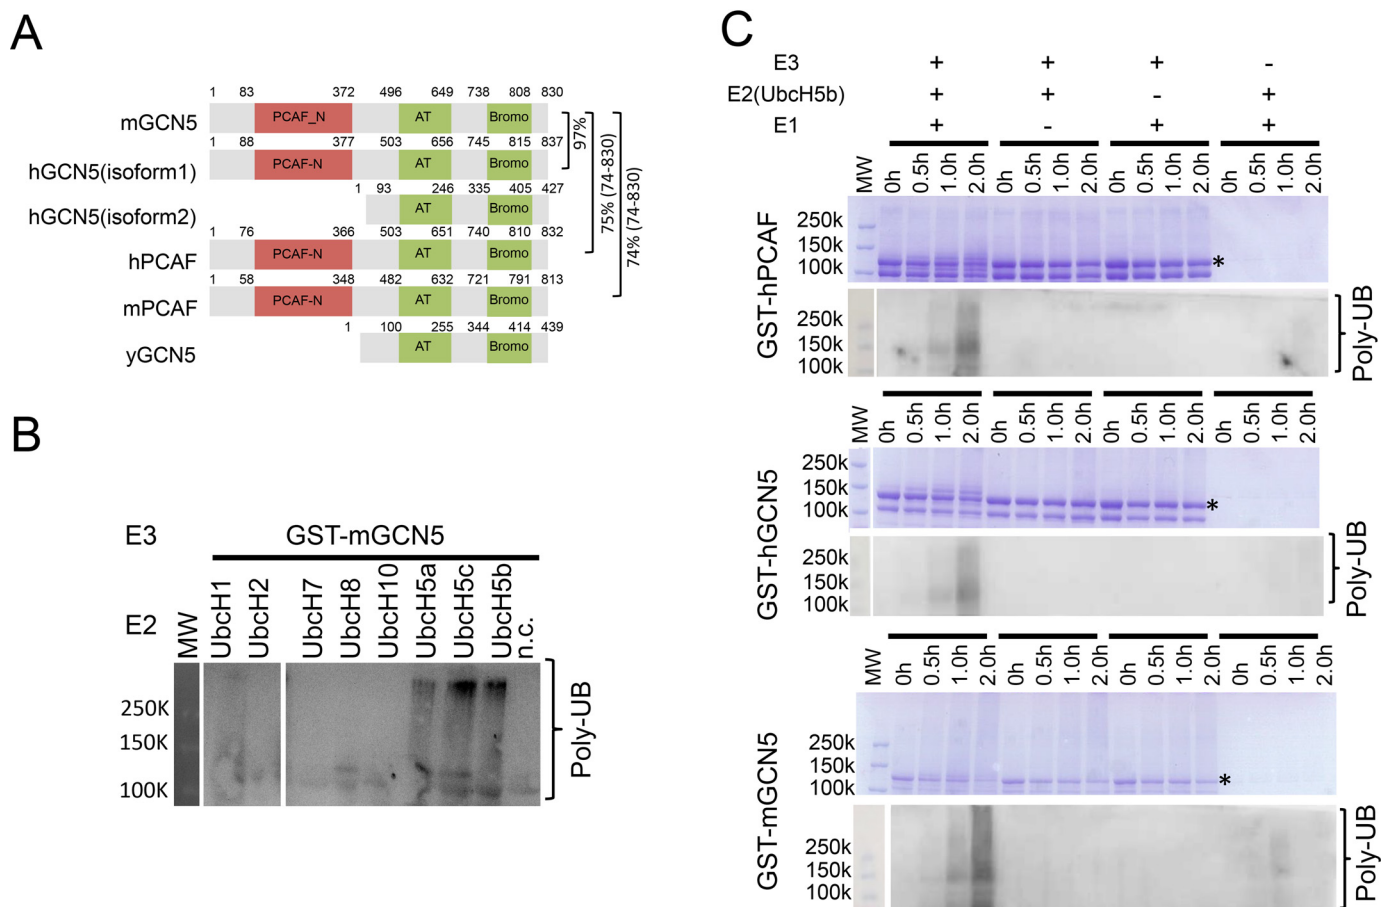 A
1 83 372 496 649 738 808 830
mGCN5 PCAF_N AT Bromo
1 88 377 503 656 745 815 837
hGCN5(isoform1) PCAF-N AT Bromo
1 93 246 335 405 427
hGCN5(isoform2) AT Bromo
1 76 366 503 651 740 810 832
hPCAF PCAF-N AT Bromo
1 58 348 482 632 721 791 813
mPCAF PCAF-N AT Bromo
1 100 255 344 414 439
yGCN5 AT Bromo
97%
75% (74-830)
74% (74-830)
B
E3 GST-mGCN5
E2 MW UbcH1 UbcH2 UbcH7 UbcH8 UbcH10 UbcH5a UbcH5c UbcH5b n.c.
250K
150K
100K
Poly-UB
C
E3 + + + -
E2(UbcH5b) + + - +
E1 + - + +
MW 0h 0.5h 1.0h 2.0h 0h 0.5h 1.0h 2.0h 0h 0.5h 1.0h 2.0h 0h 0.5h 1.0h 2.0h
GST-hPCAF
250k
150k
100k
*
250k
150k
100k
Poly-UB
MW 0h 0.5h 1.0h 2.0h 0h 0.5h 1.0h 2.0h 0h 0.5h 1.0h 2.0h 0h 0.5h 1.0h 2.0h
GST-hGCN5
250k
150k
100k
*
250k
150k
100k
Poly-UB
MW 0h 0.5h 1.0h 2.0h 0h 0.5h 1.0h 2.0h 0h 0.5h 1.0h 2.0h 0h 0.5h 1.0h 2.0h
GST-mGCN5
250k
150k
100k
*
250k
150k
100k
Poly-UB